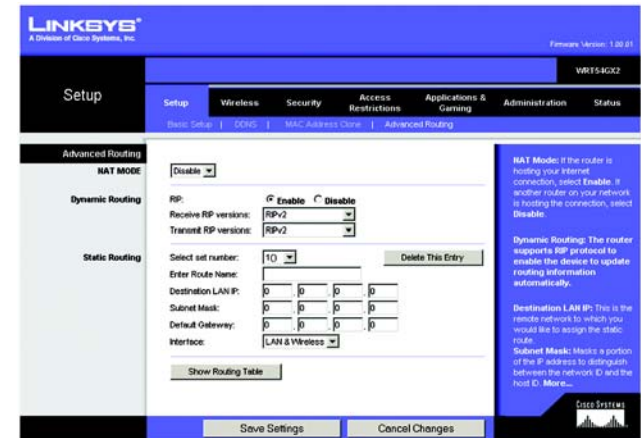 LINKSYS®
A Division of Cisco Systems, Inc.
Firmware Version: 1.00.01
WRT54GX2
Setup
Setup
Wireless
Security
Access Restrictions
Applications & Gaming
Administration
Status
Basic Setup | DDNS | MAC Address Clone | Advanced Routing
Advanced Routing
NAT MODE
Disable
Dynamic Routing
RIP: Enable Disable
Receive RIP versions: RIPv2
Transmit RIP versions: RIPv2
Static Routing
Select set number: 1() Delete This Entry
Enter Route Name:
Destination LAN IP: 0 . 0 . 0 . 0
Subnet Mask: 0 . 0 . 0 . 0
Default Gateway: 0 . 0 . 0 . 0
Interface: LAN & Wireless
Show Routing Table
NAT Mode: If the router is
hosting your Internet
connection, select Enable. If
another router on your network
is hosting the connection, select
Disable.
Dynamic Routing: The router
supports RIP protocol to
enable the device to update
routing information
automatically.
Destination LAN IP: This is the
remote network to which you
would like to assign the static
route.
Subnet Mask: Masks a portion
of the IP address to distinguish
between the network ID and the
host ID. More...
CISCO SYSTEMS
Save Settings
Cancel Changes